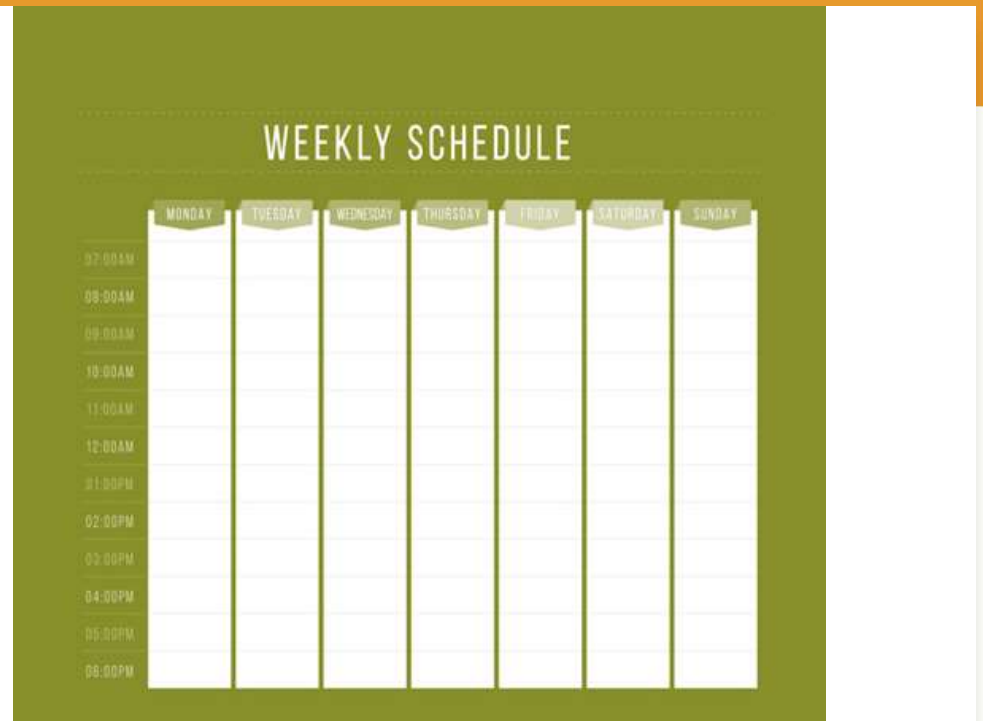 WEEKLY SCHEDULE
MONDAY TUESDAY WEDNESDAY THURSDAY FRIDAY SATURDAY SUNDAY
07:00AM
08:00AM
09:00AM
10:00AM
11:00AM
12:00AM
01:00PM
02:00PM
03:00PM
04:00PM
05:00PM
06:00PM